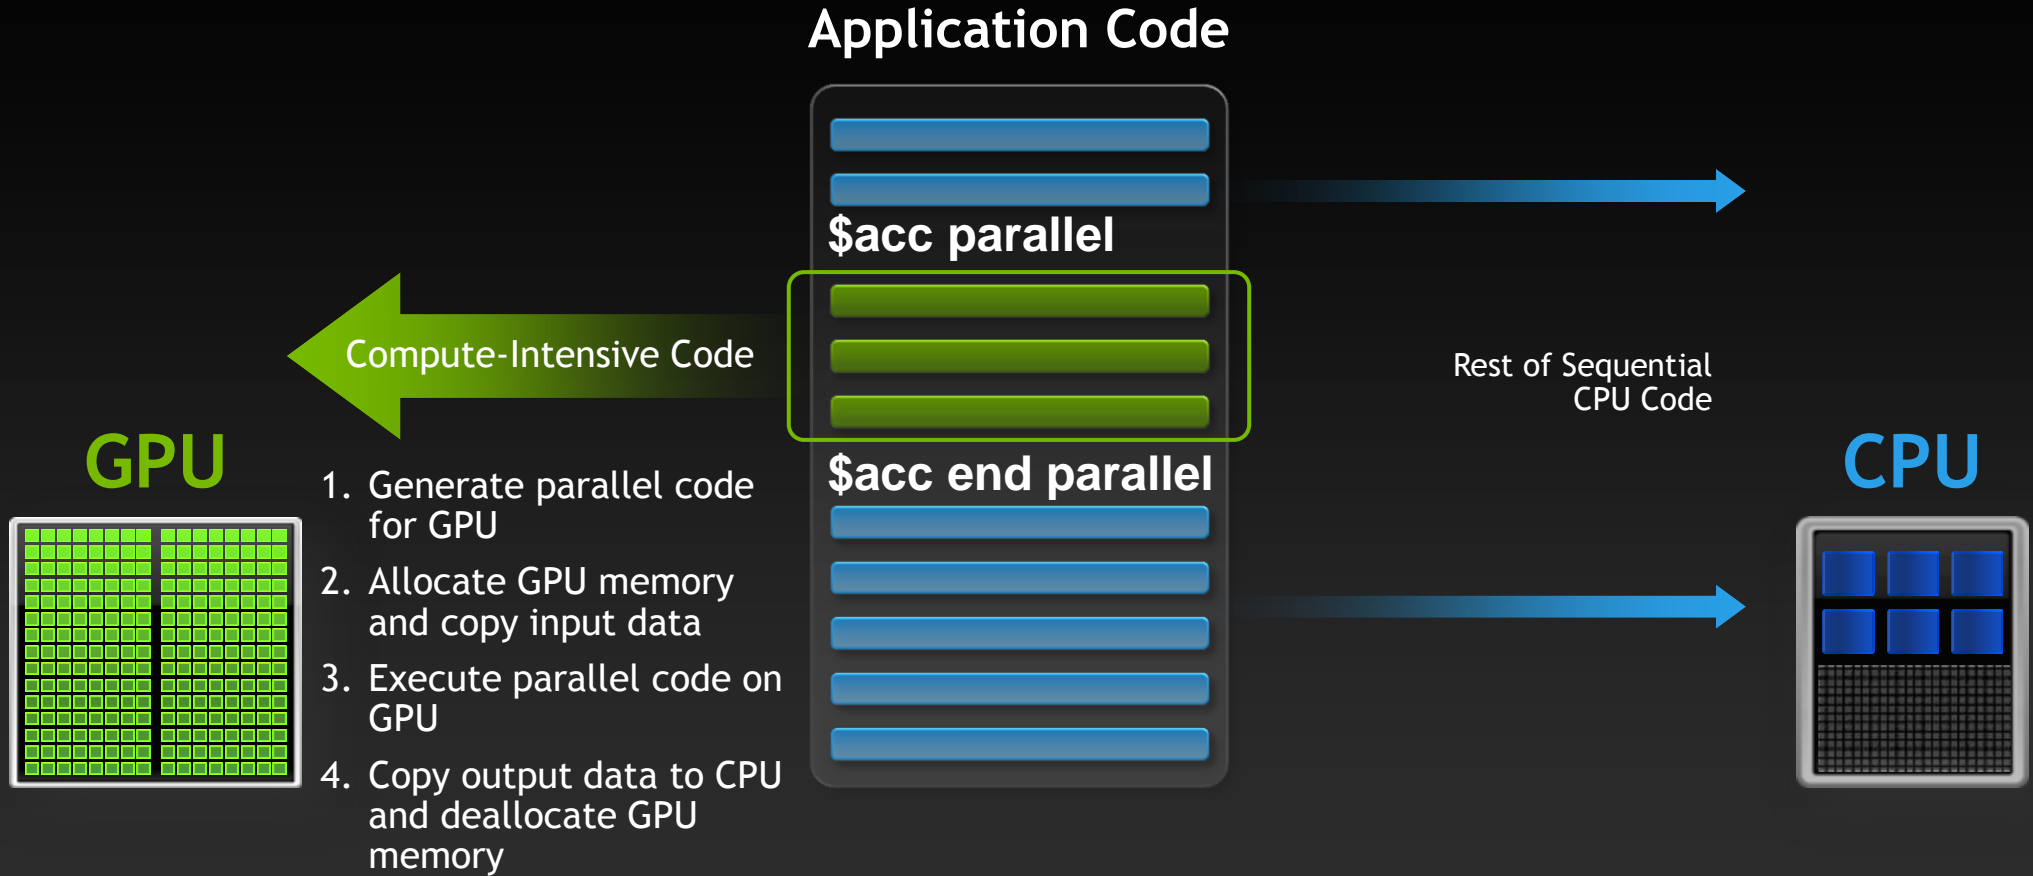 Application Code
$acc parallel
Compute-Intensive Code
Rest of Sequential
CPU Code
GPU
CPU
$acc end parallel
1. Generate parallel code
for GPU
2. Allocate GPU memory
and copy input data
3. Execute parallel code on
GPU
4. Copy output data to CPU
and deallocate GPU
memory